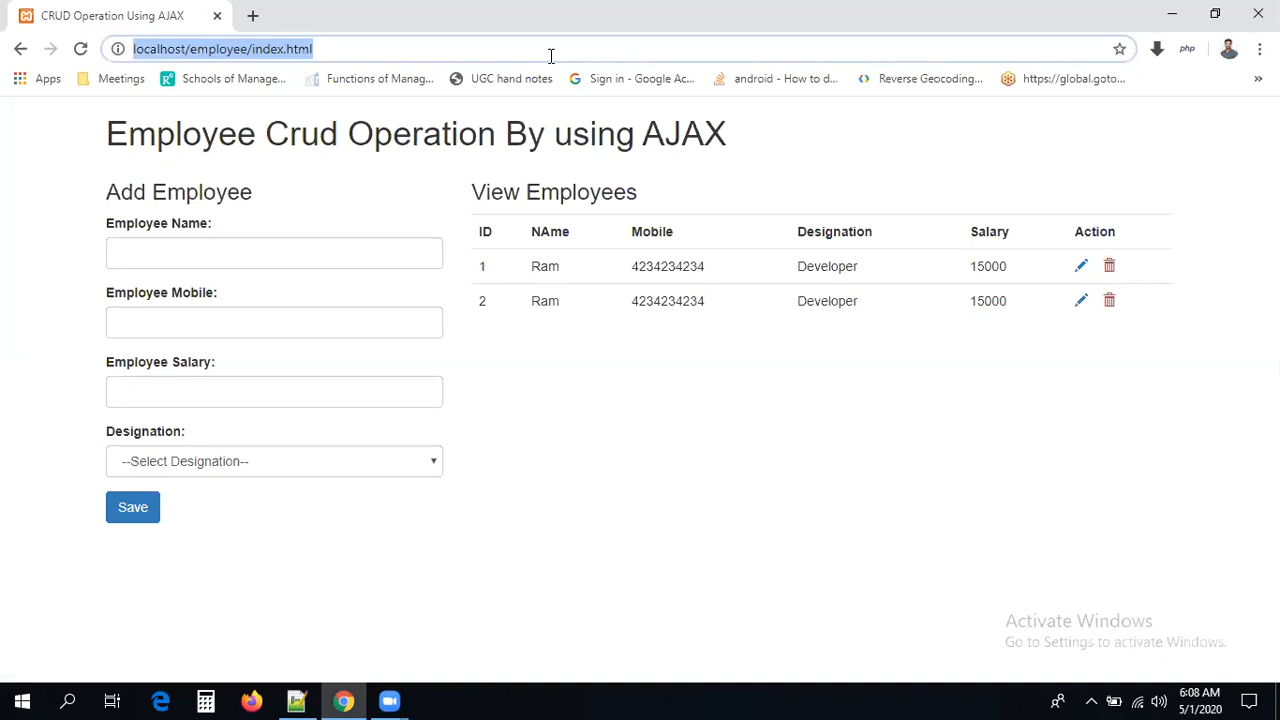 CRUD Operation Using AJAX
localhost/employee/index.html
php
Apps Meetings Schools of Manage... Functions of Manag... UGC hand notes Sign in - Google Ac... android - How to d... Reverse Geocoding... https://global.goto...
Employee Crud Operation By using AJAX
Add Employee
Employee Name:
Employee Mobile:
Employee Salary:
Designation:
--Select Designation--
Save
View Employees
ID NAme Mobile Designation Salary Action
1 Ram 4234234234 Developer 15000
2 Ram 4234234234 Developer 15000
Activate Windows
Go to Settings to activate Windows.
6:08 AM
5/1/2020